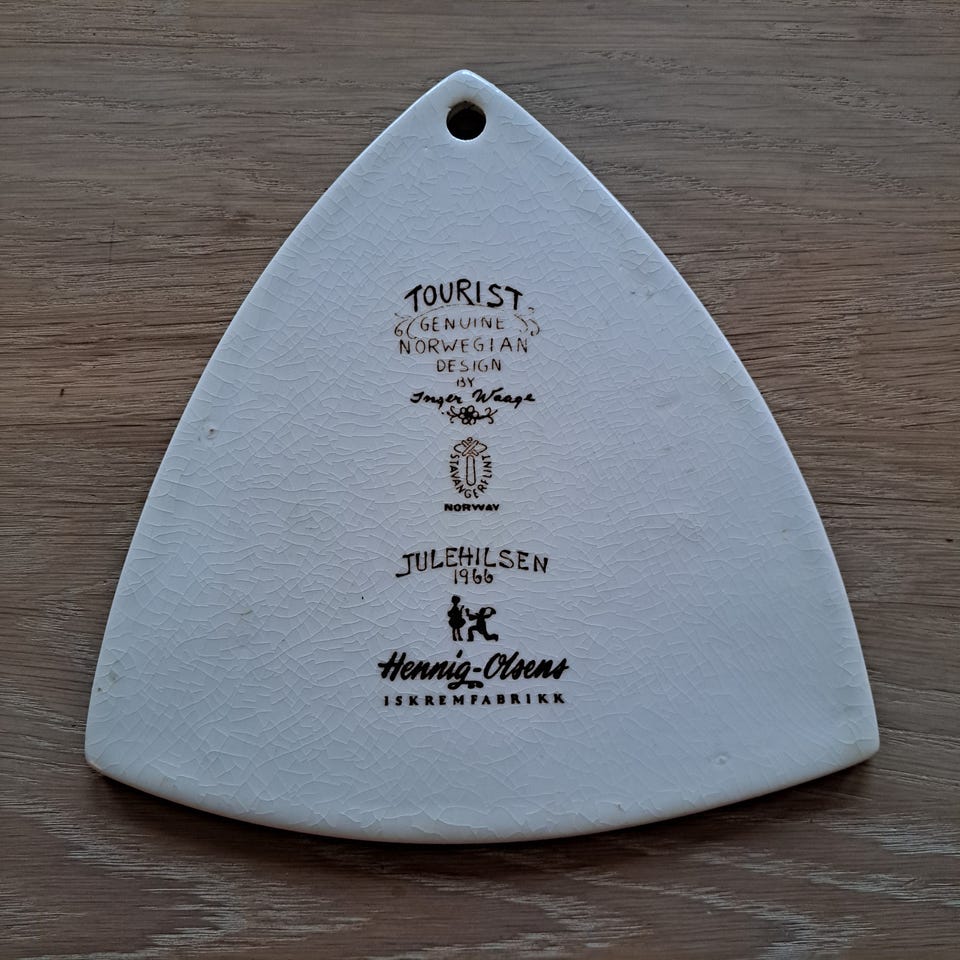 TOURIST
GENUINE
NORWEGIAN
DESIGN
BY
Inger Waage
STAVANGERFLINT
NORWAY
JULEHILSEN
1966
Hennig-Olsens
ISKREMFABRIKK